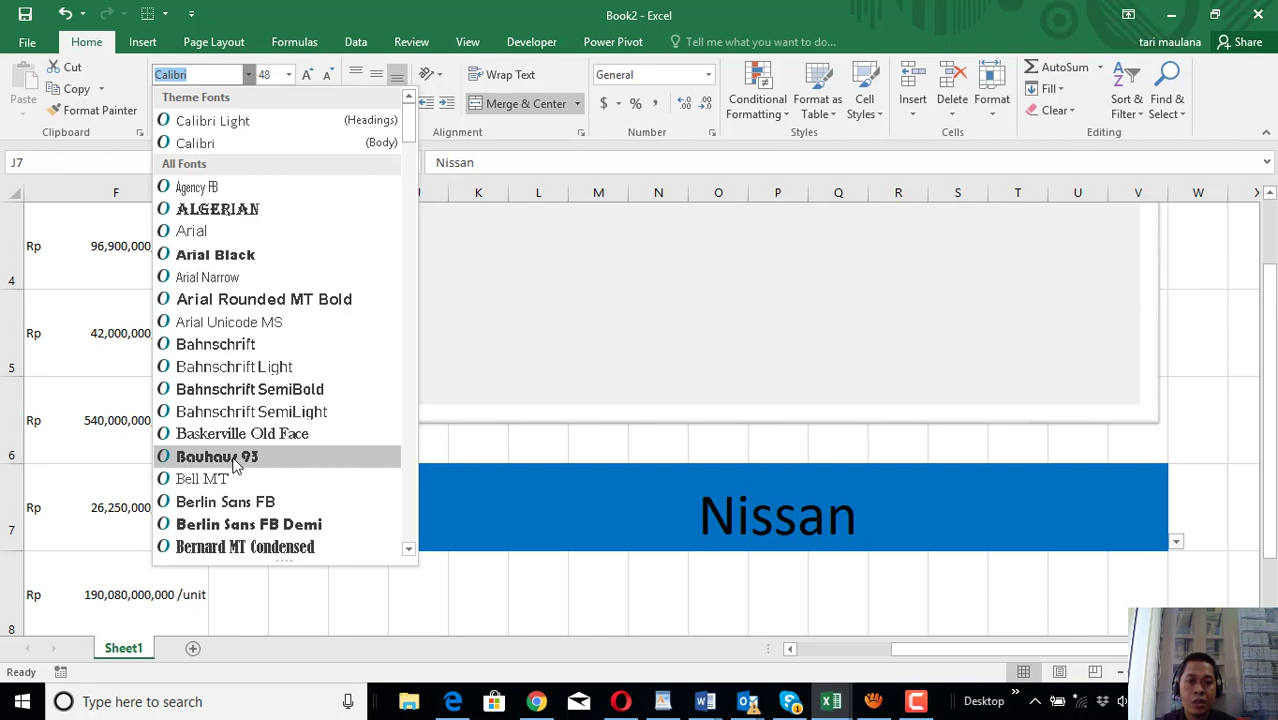 Book2 - Excel
File Home Insert Page Layout Formulas Data Review View Developer Power Pivot Tell me what you want to do... tari maulana Share
Cut
Copy
Format Painter
Paste
Clipboard
Calibri 48
Wrap Text
Merge & Center
Alignment
General
$ % ,
Number
Conditional Formatting
Format as Table
Cell Styles
Styles
Insert Delete Format
Cells
AutoSum
Fill
Clear
Sort & Filter
Find & Select
Editing
Theme Fonts
Calibri Light (Headings)
Calibri (Body)
All Fonts
Agency FB
ALGERIAN
Arial
Arial Black
Arial Narrow
Arial Rounded MT Bold
Arial Unicode MS
Bahnschrift
Bahnschrift Light
Bahnschrift SemiBold
Bahnschrift SemiLight
Baskerville Old Face
Bauhaus 93
Bell MT
Berlin Sans FB
Berlin Sans FB Demi
Bernard MT Condensed
J7
Nissan
F K L M N O P Q R S T U V W X
4 Rp 96,900,000,
5 Rp 42,000,000,
6 Rp 540,000,000,
7 Rp 26,250,000,
Nissan
8 Rp 190,080,000,000 /unit
Sheet1
Ready
Type here to search
Desktop